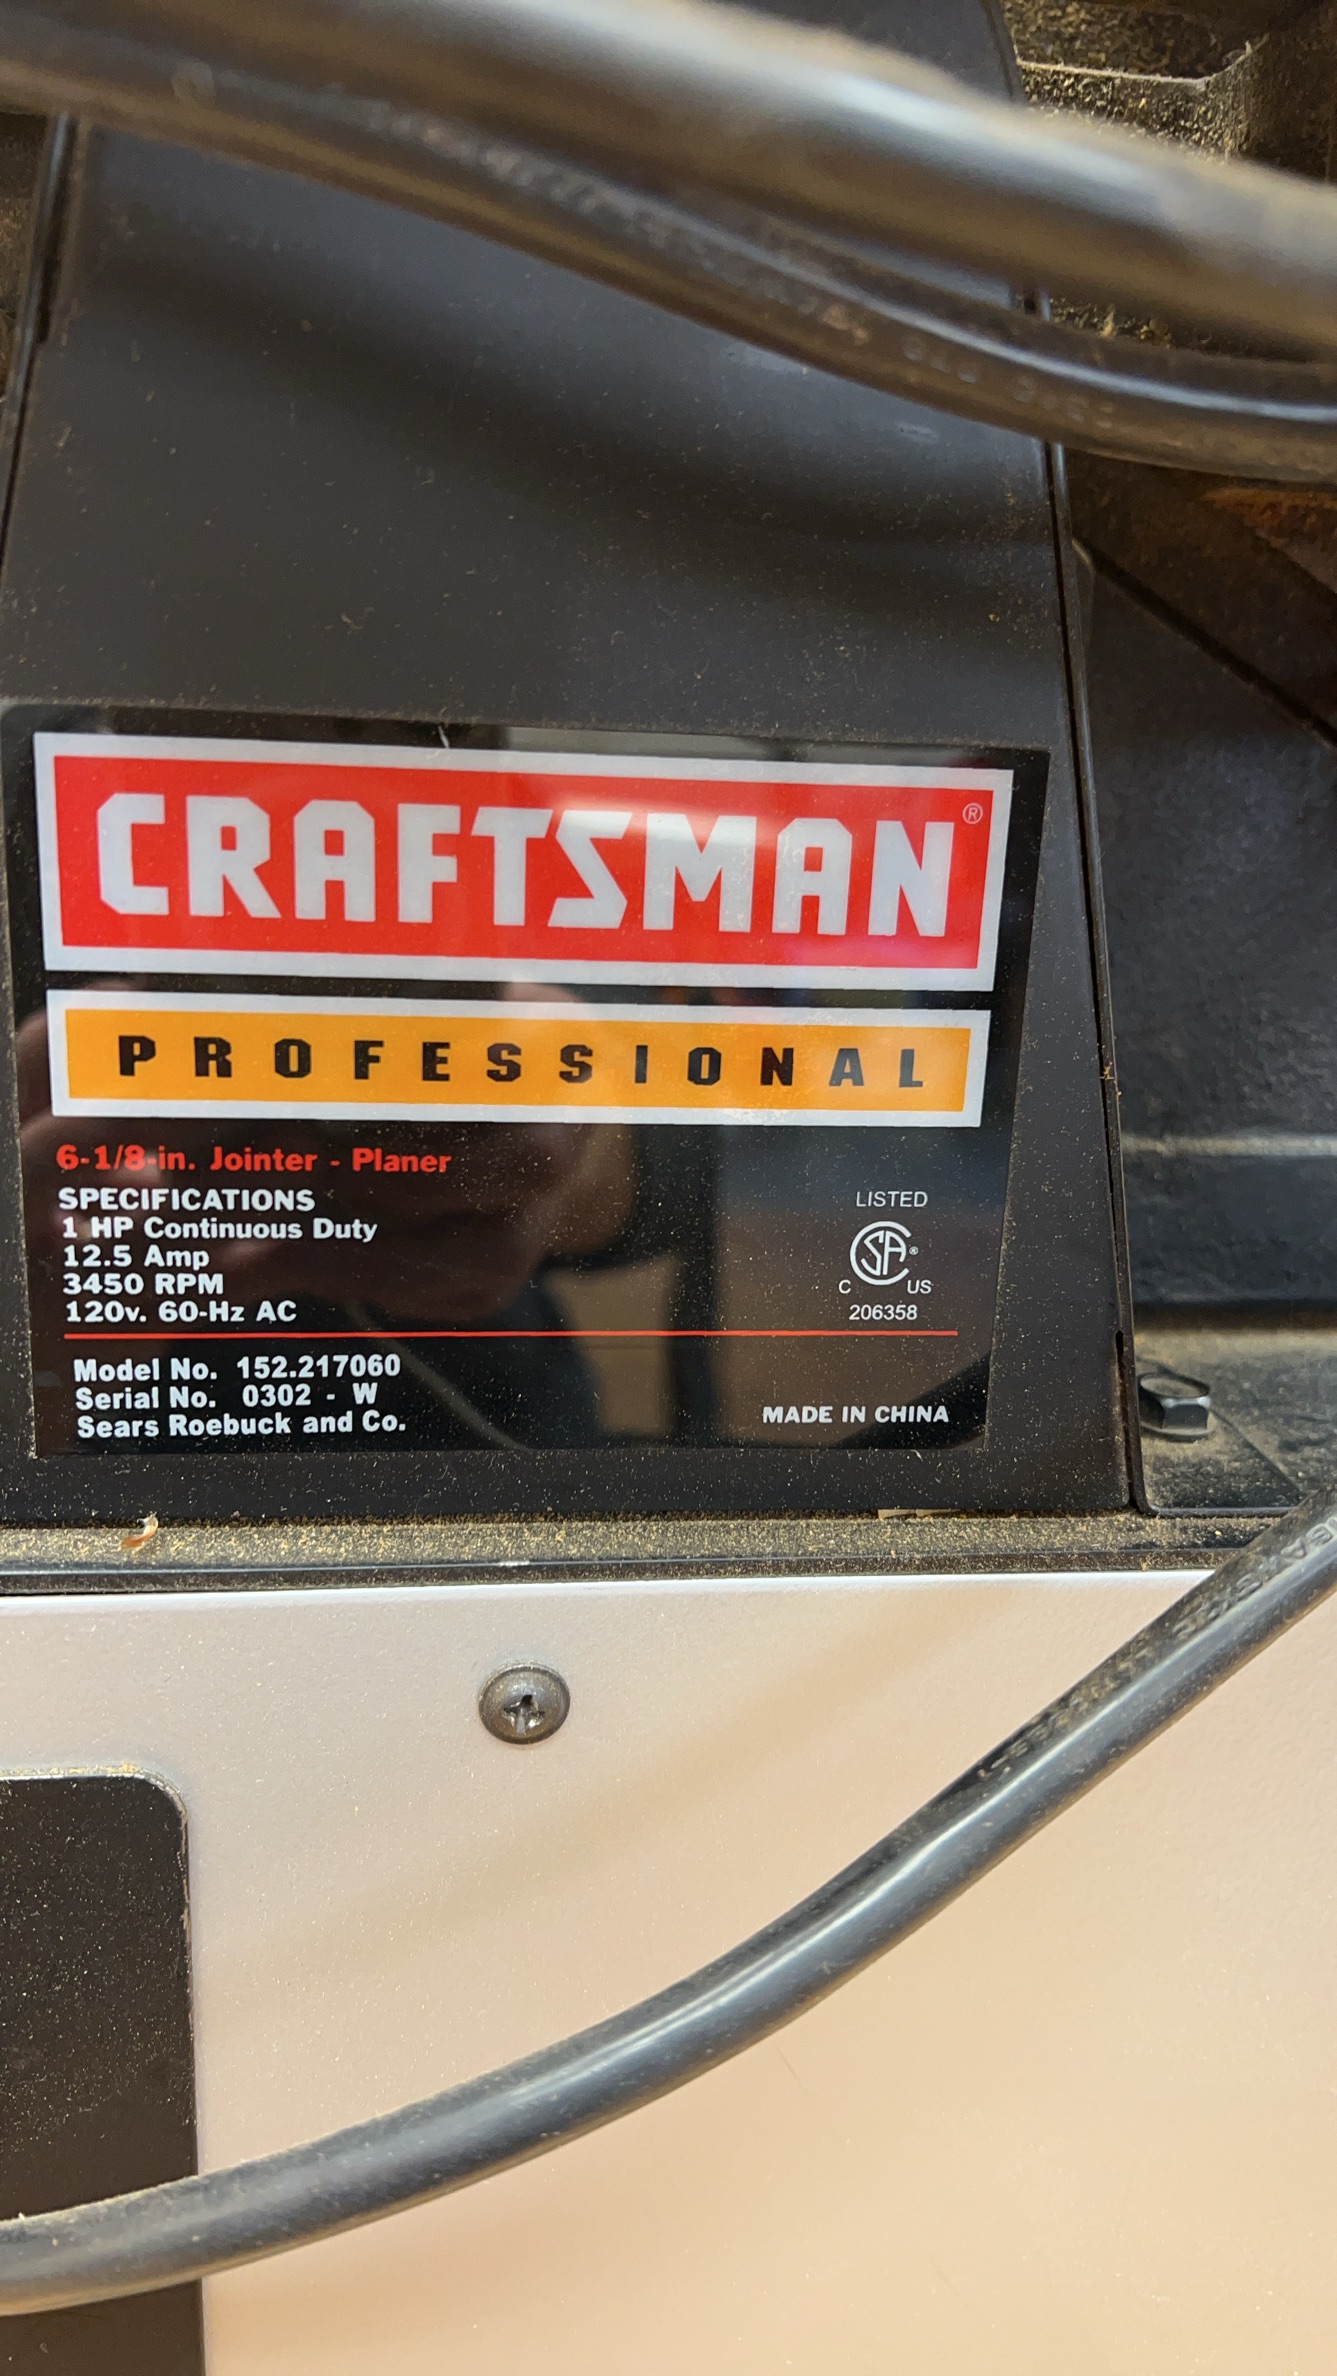 CRAFTSMAN®
PROFESSIONAL
6-1/8-in. Jointer - Planer
SPECIFICATIONS
1 HP Continuous Duty
12.5 Amp
3450 RPM
120v. 60-Hz AC
LISTED
CSA®
C US
206358
Model No. 152.217060
Serial No. 0302 - W
Sears Roebuck and Co.
MADE IN CHINA